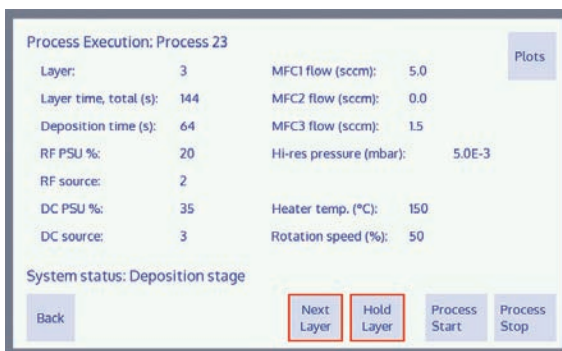 Process Execution: Process 23
Plots
Layer: 3 MFC1 flow (sccm): 5.0
Layer time, total (s): 144 MFC2 flow (sccm): 0.0
Deposition time (s): 64 MFC3 flow (sccm): 1.5
RF PSU %: 20 Hi-res pressure (mbar): 5.0E-3
RF source: 2
DC PSU %: 35 Heater temp. (°C): 150
DC source: 3 Rotation speed (%): 50
System status: Deposition stage
Back
Next Layer
Hold Layer
Process Start
Process Stop